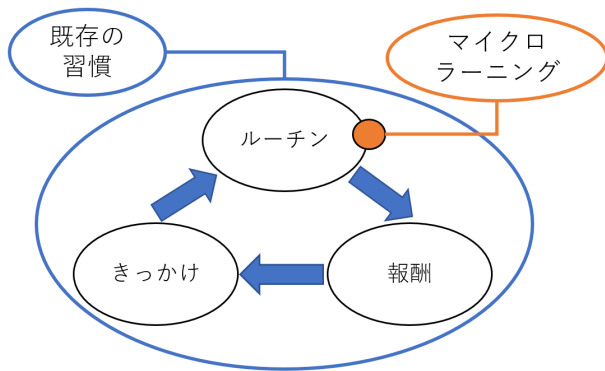 既存の
習慣
マイクロ
ラーニング
ルーチン
きっかけ
報酬